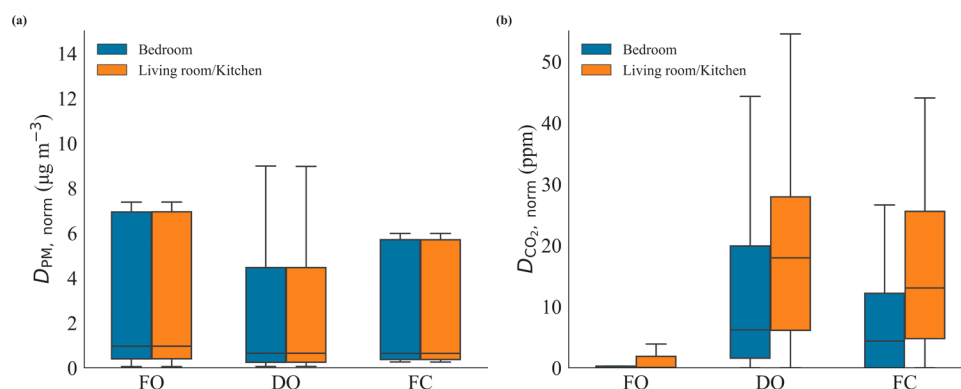 (a)
Bedroom
Living room/Kitchen
14
12
10
8
6
4
2
0
D_PM, norm (μg m⁻³)
FO DO FC
(b)
Bedroom
Living room/Kitchen
50
40
30
20
10
0
D_CO₂, norm (ppm)
FO DO FC